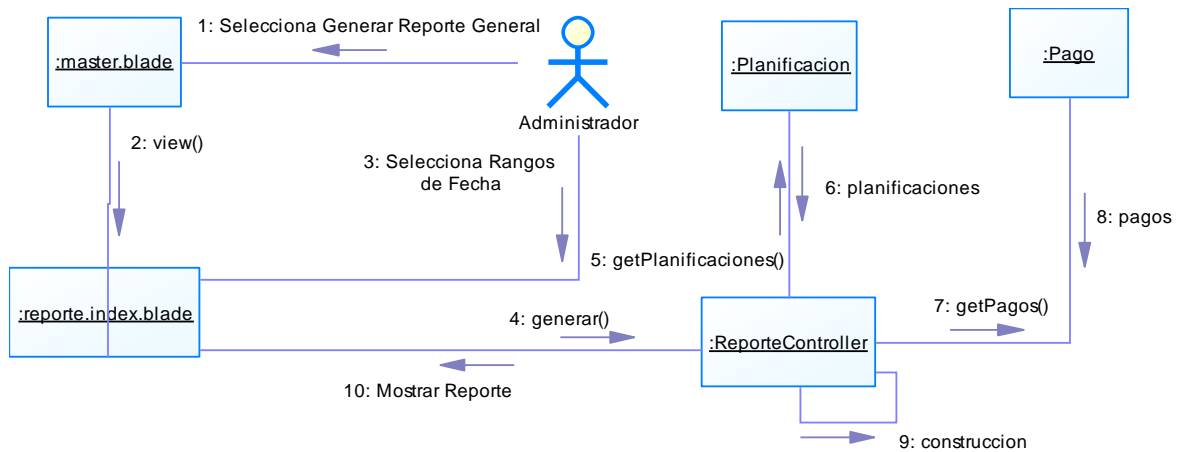 1: Selecciona Generar Reporte General
:master.blade
:Planificacion
:Pago
Administrador
2: view()
3: Selecciona Rangos
de Fecha
6: planificaciones
8: pagos
5: getPlanificaciones()
:reporte.index.blade
4: generar()
7: getPagos()
:ReporteController
10: Mostrar Reporte
9: construccion